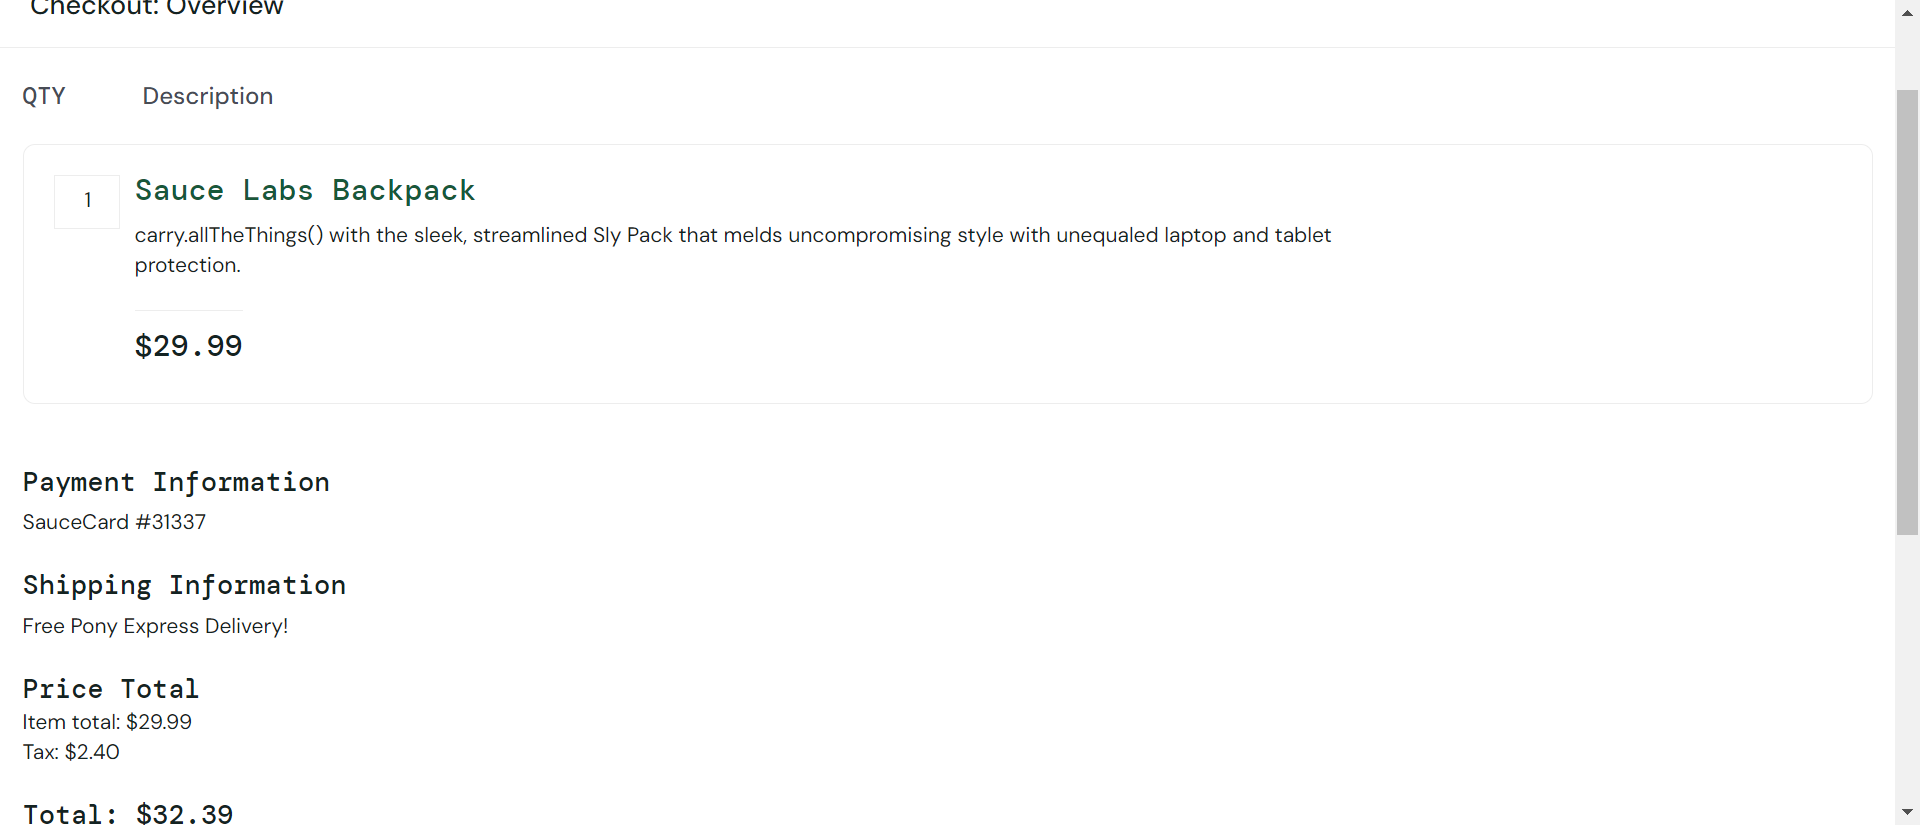 Checkout: Overview
QTY Description
1 Sauce Labs Backpack
carry.allTheThings() with the sleek, streamlined Sly Pack that melds uncompromising style with unequaled laptop and tablet
protection.
$29.99
Payment Information
SauceCard #31337
Shipping Information
Free Pony Express Delivery!
Price Total
Item total: $29.99
Tax: $2.40
Total: $32.39